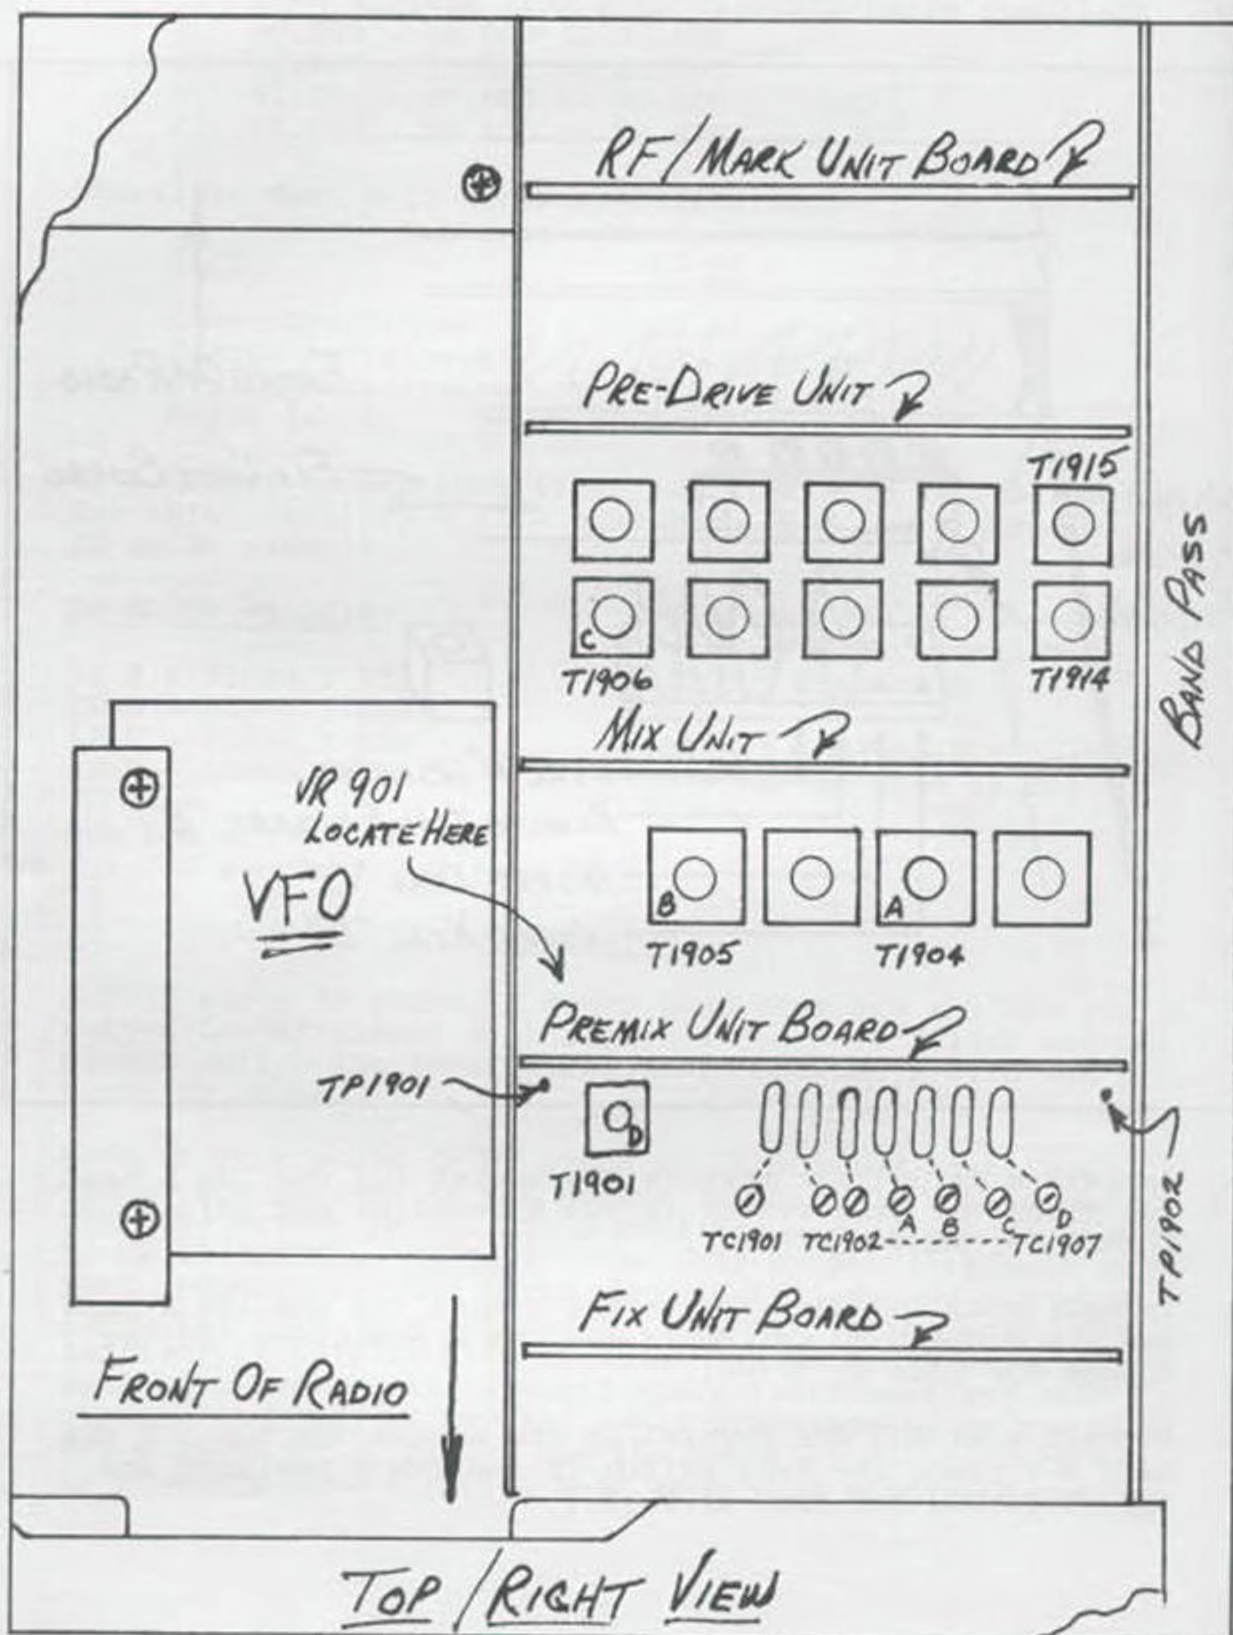 RF/MARK UNIT BOARD
PRE-DRIVE UNIT
T1915
C
T1906
T1914
BAND PASS
MIX UNIT
VR 901
LOCATE HERE
VFO
B
A
T1905
T1904
PREMIX UNIT BOARD
TP1901
D
T1901
A
B
C
D
TC1901 TC1902-------TC1907
TP1902
FIX UNIT BOARD
FRONT OF RADIO
TOP/RIGHT VIEW